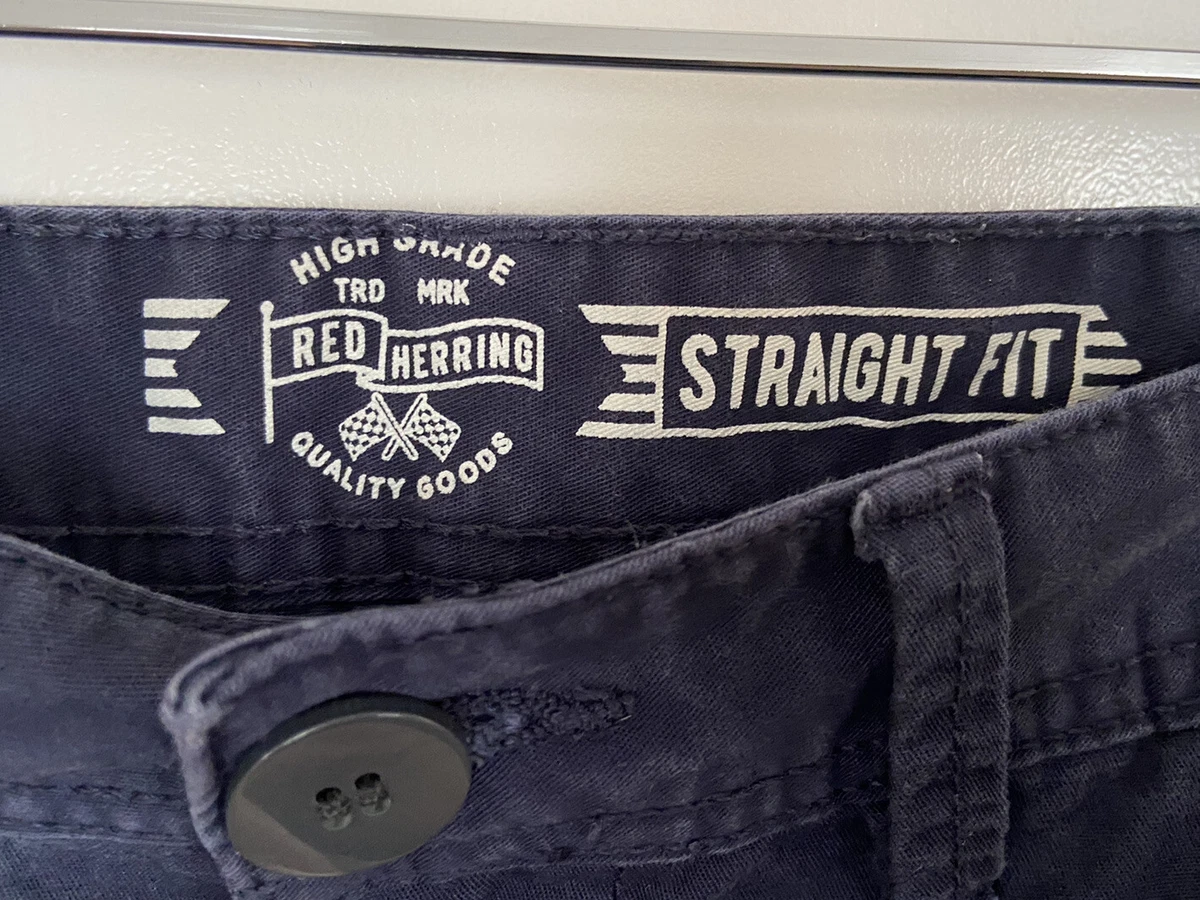 HIGH GRADE
TRD MRK
RED HERRING
QUALITY GOODS
STRAIGHT FIT